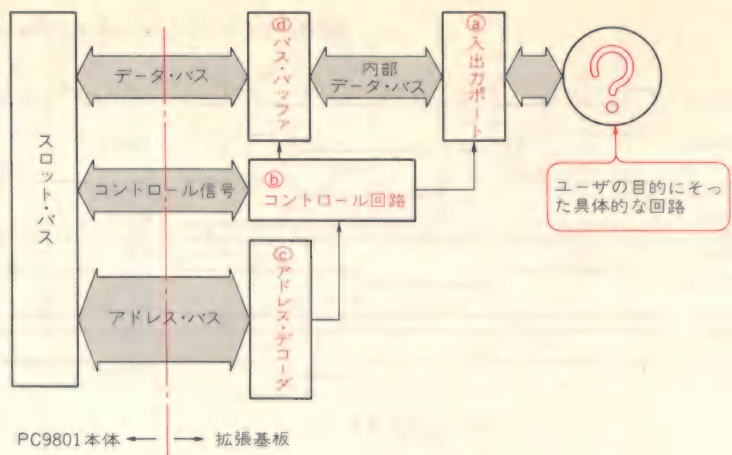 スロット・バス
データ・バス
ⓓバス・バッファ
内部
データ・バス
ⓐ入出力ポート
?
コントロール信号
ⓑ
コントロール回路
ユーザの目的にそっ
た具体的な回路
アドレス・バス
ⓒアドレス・デコーダ
PC9801本体 ← → 拡張基板